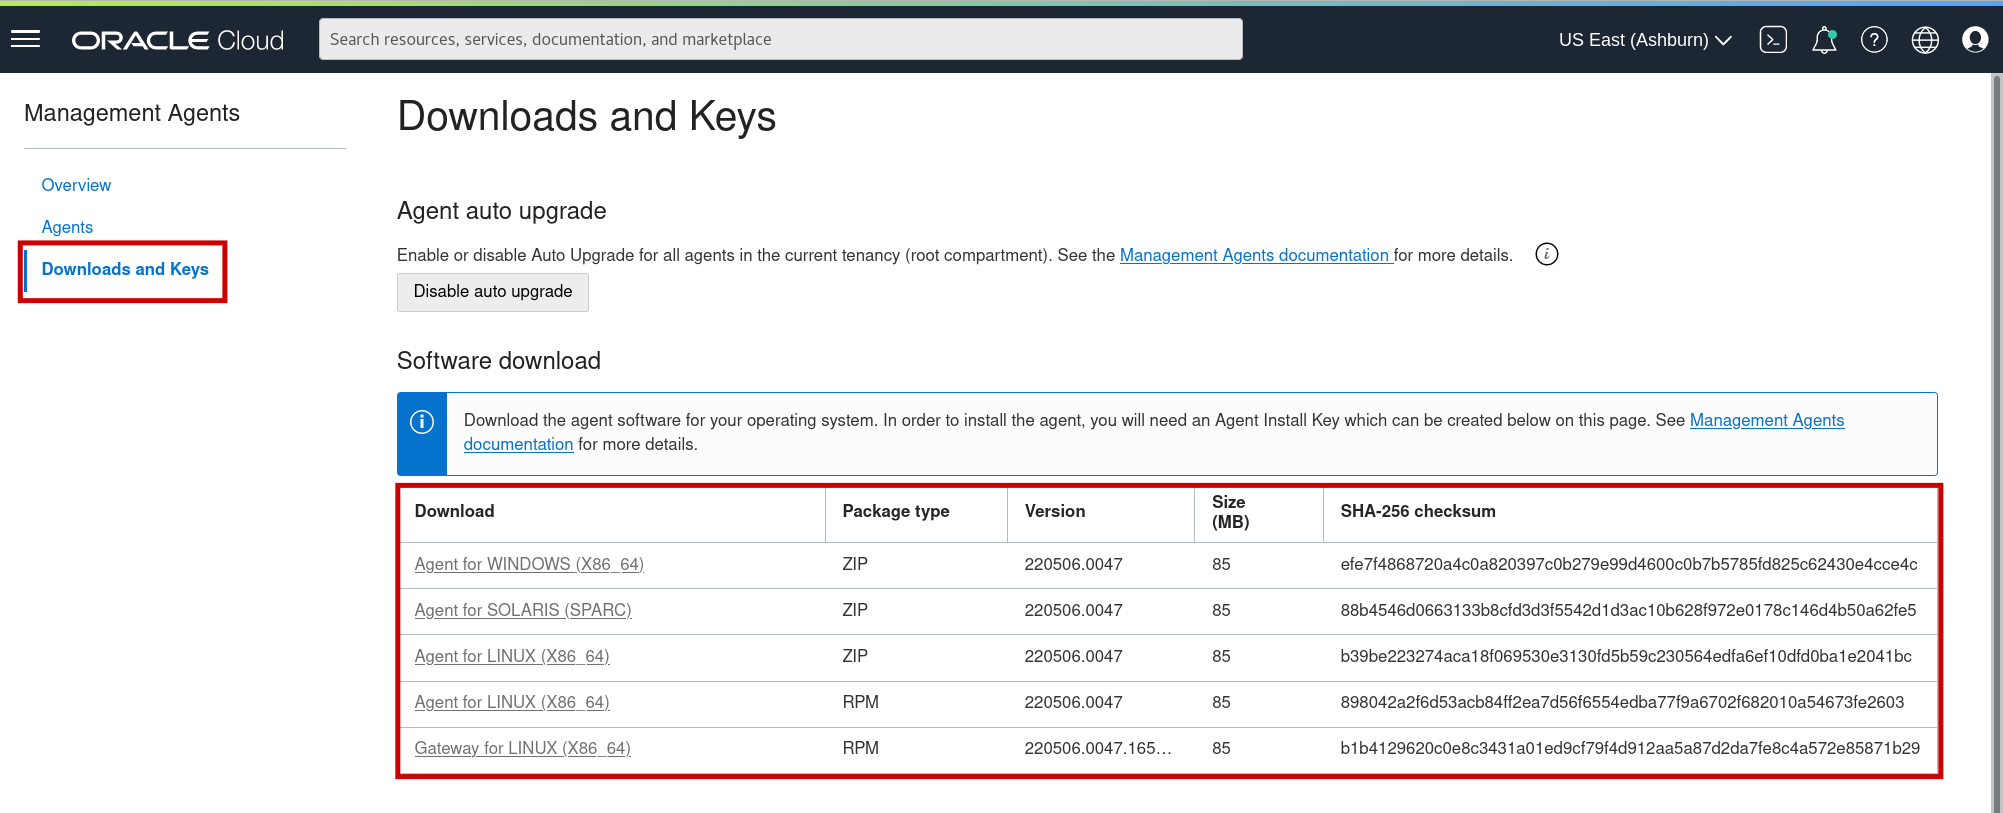 ORACLE Cloud
Search resources, services, documentation, and marketplace
US East (Ashburn)
Management Agents
Overview
Agents
Downloads and Keys
Downloads and Keys
Agent auto upgrade
Enable or disable Auto Upgrade for all agents in the current tenancy (root compartment). See the Management Agents documentation for more details.
Disable auto upgrade
Software download
Download the agent software for your operating system. In order to install the agent, you will need an Agent Install Key which can be created below on this page. See Management Agents
documentation for more details.
Download Package type Version Size (MB) SHA-256 checksum
Agent for WINDOWS (X86_64) ZIP 220506.0047 85 efe7f4868720a4c0a820397c0b279e99d4600c0b7b5785fd825c62430e4cce4c
Agent for SOLARIS (SPARC) ZIP 220506.0047 85 88b4546d0663133b8cfd3d3f5542d1d3ac10b628f972e0178c146d4b50a62fe5
Agent for LINUX (X86_64) ZIP 220506.0047 85 b39be223274aca18f069530e3130fd5b59c230564edfa6ef10dfd0ba1e2041bc
Agent for LINUX (X86_64) RPM 220506.0047 85 898042a2f6d53acb84ff2ea7d56f6554edba77f9a6702f682010a54673fe2603
Gateway for LINUX (X86_64) RPM 220506.0047.165... 85 b1b4129620c0e8c3431a01ed9cf79f4d912aa5a87d2da7fe8c4a572e85871b29